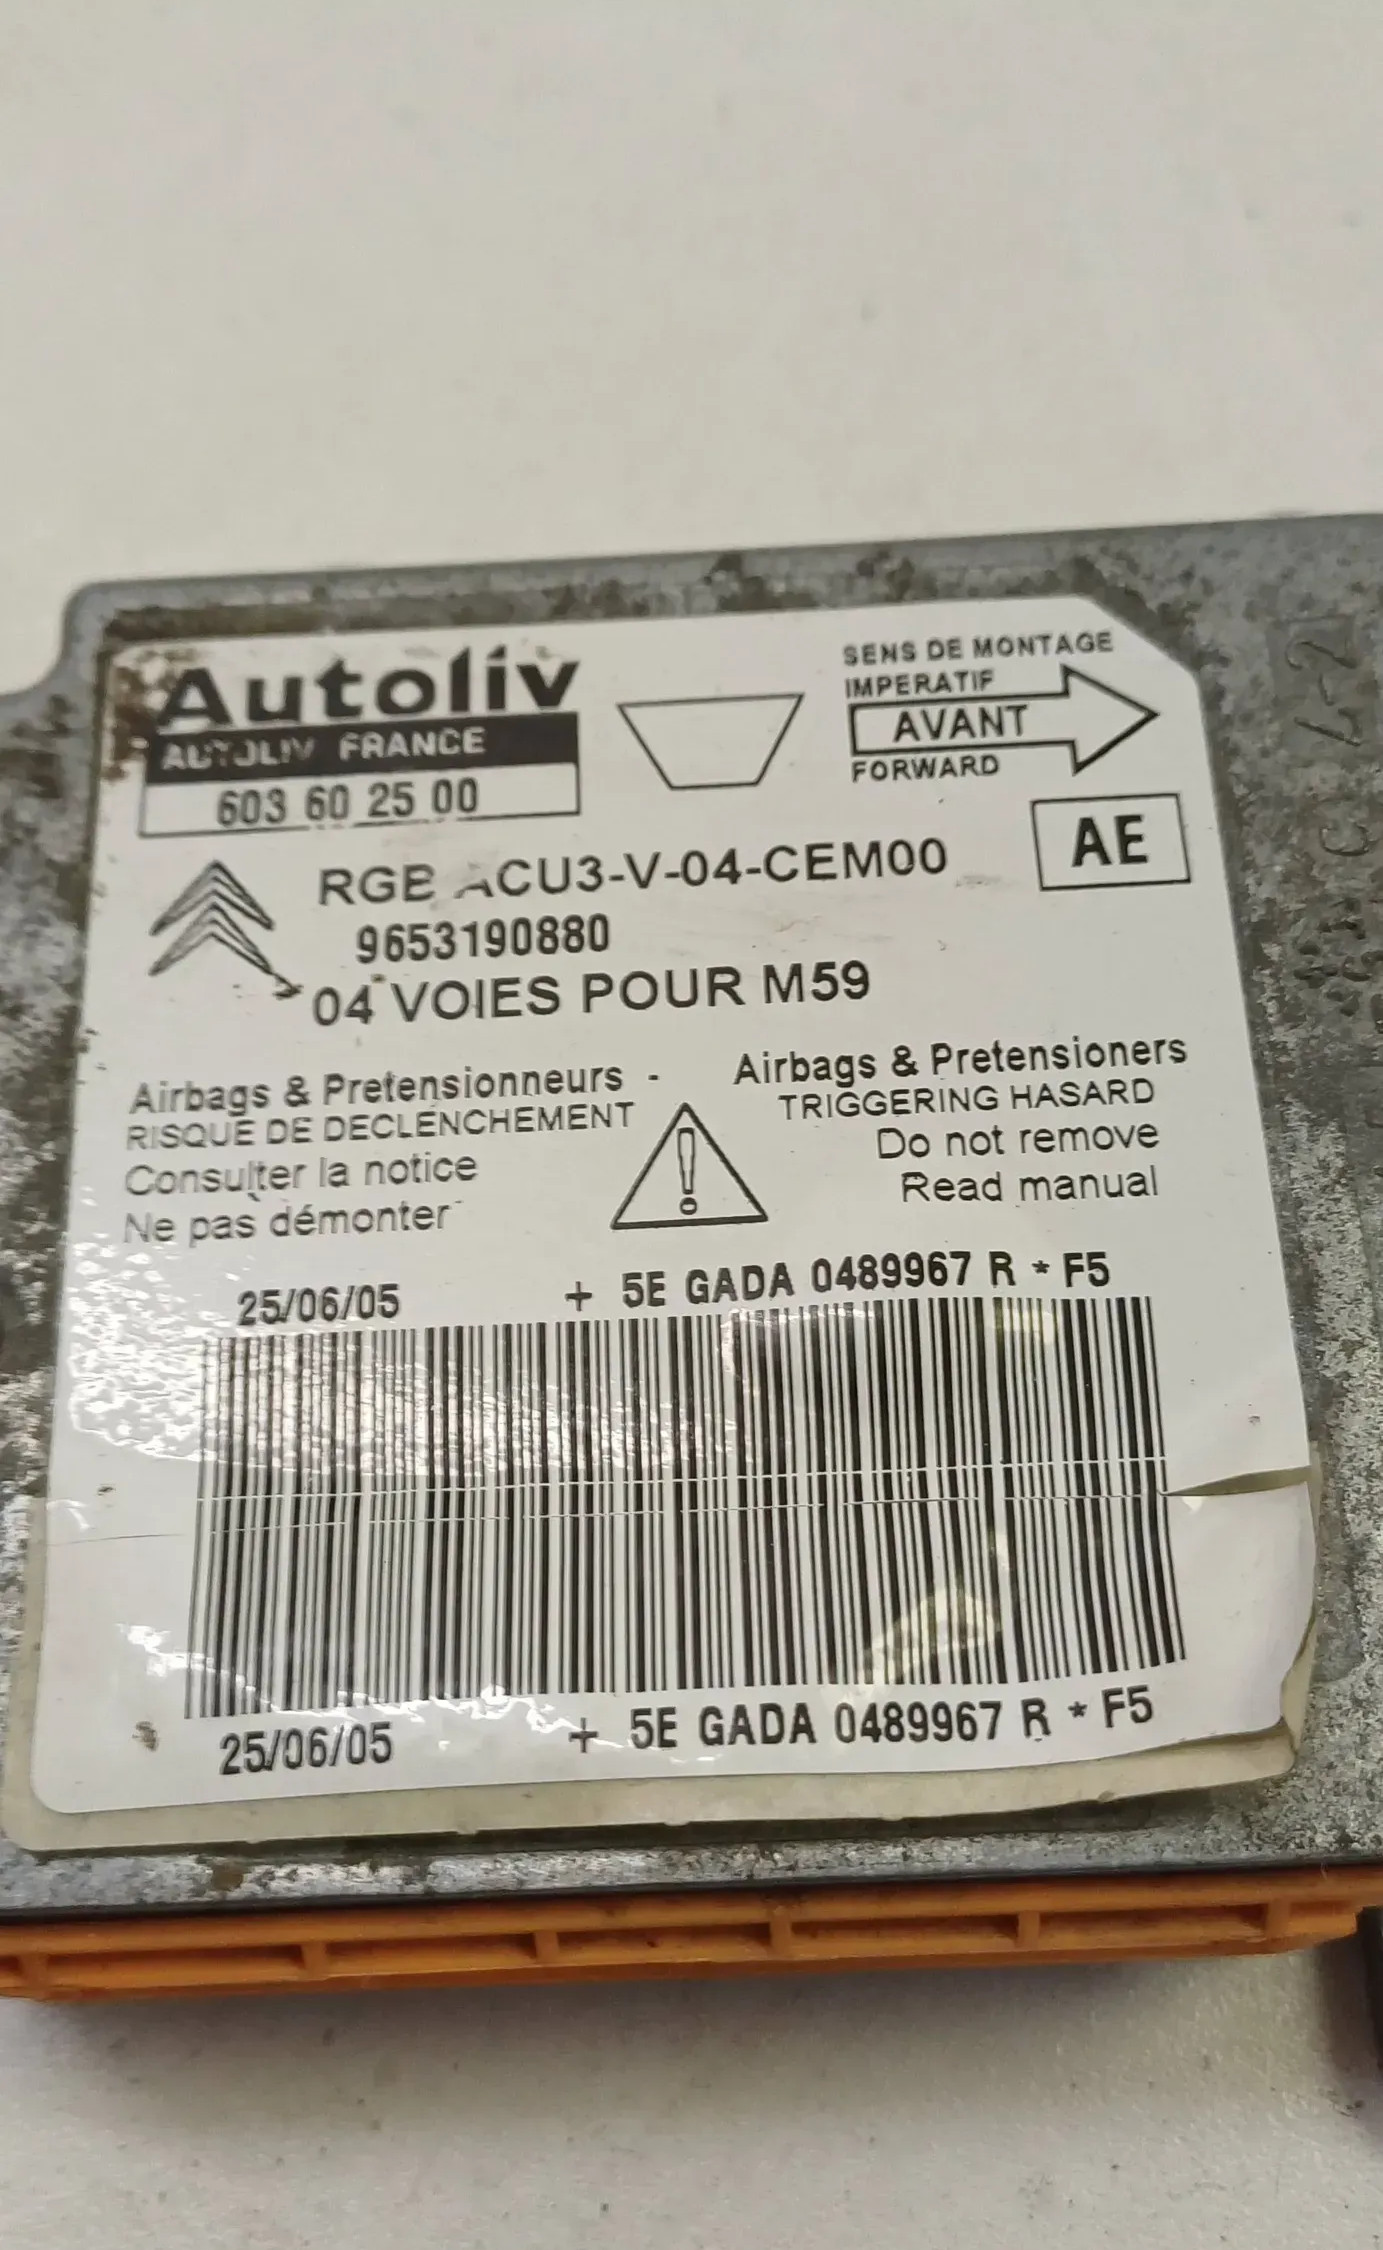 Autoliv
AUTOLIV FRANCE
603 60 25 00
SENS DE MONTAGE
IMPERATIF
AVANT
FORWARD
AE
RGE ACU3-V-04-CEM00
9653190880
04 VOIES POUR M59
Airbags & Pretensionneurs -
RISQUE DE DECLENCHEMENT
Consulter la notice
Ne pas démonter
Airbags & Pretensioners
TRIGGERING HASARD
Do not remove
Read manual
25/06/05 + 5E GADA 0489967 R * F5
25/06/05 + 5E GADA 0489967 R * F5